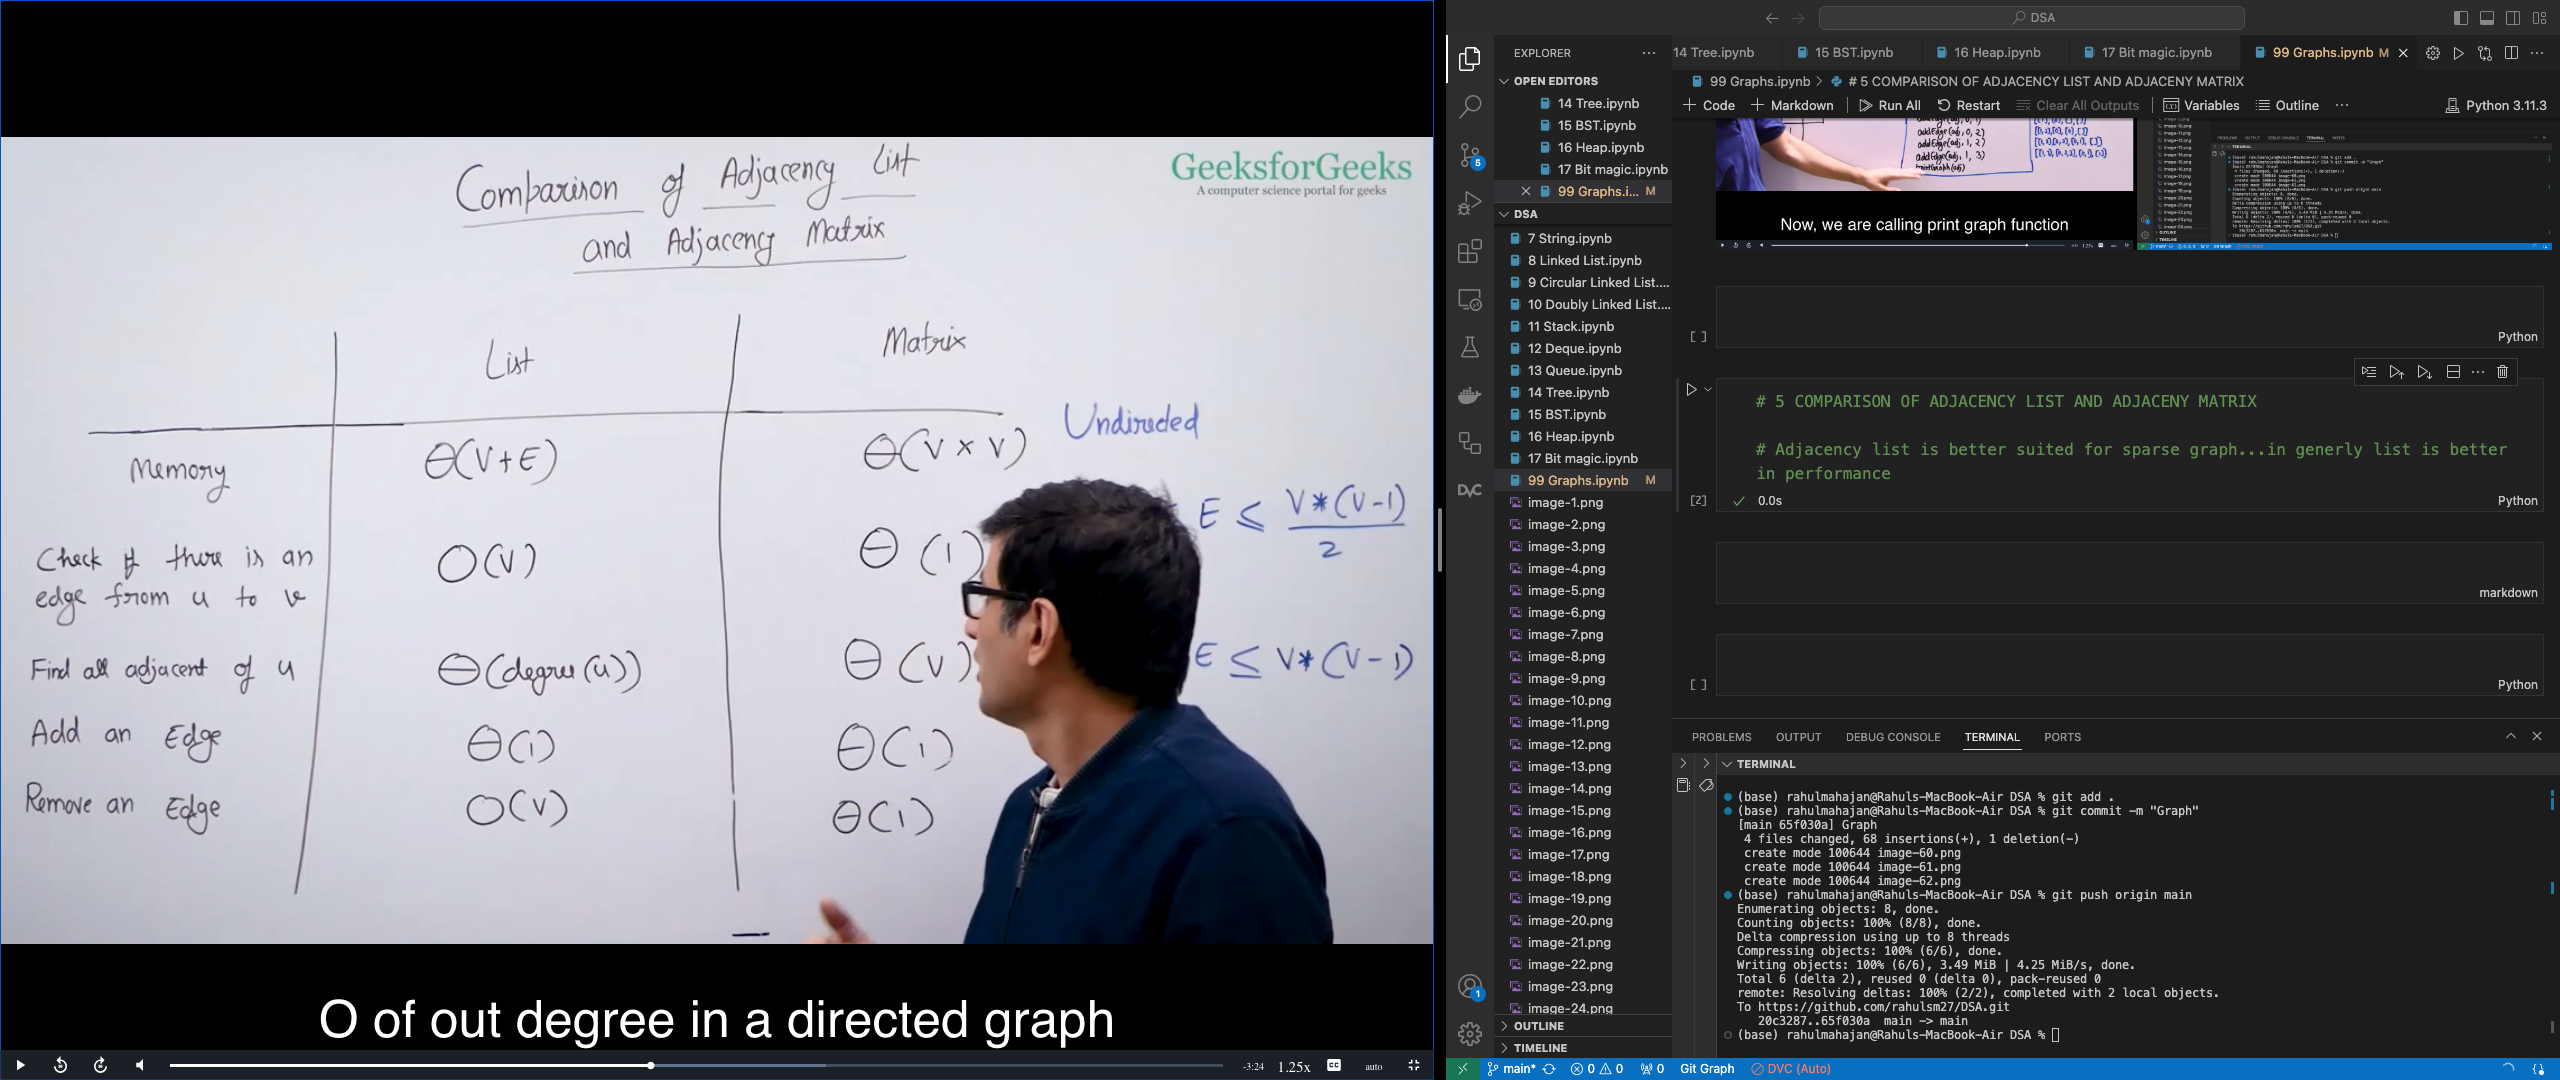 Comparison of Adjacency List
and Adjaceny Matrix
GeeksforGeeks
A computer science portal for geeks
List
Matrix
Undirected
Memory
Θ(V+E)
Θ(V × V)
E ≤ V*(V-1)
2
Check if there is an
edge from u to v
O(V)
Θ (1)
Find all adjacent of u
Θ(degree(u))
Θ (V)
E ≤ V*(V-1)
Add an Edge
Θ(1)
Θ(1)
Remove an Edge
O(V)
Θ(1)
O of out degree in a directed graph
-3:24
1.25x
CC
auto
DSA
EXPLORER
14 Tree.ipynb
15 BST.ipynb
16 Heap.ipynb
17 Bit magic.ipynb
99 Graphs.ipynb M
OPEN EDITORS
14 Tree.ipynb
15 BST.ipynb
16 Heap.ipynb
17 Bit magic.ipynb
99 Graphs.i... M
DSA
7 String.ipynb
8 Linked List.ipynb
9 Circular Linked List....
10 Doubly Linked List....
11 Stack.ipynb
12 Deque.ipynb
13 Queue.ipynb
14 Tree.ipynb
15 BST.ipynb
16 Heap.ipynb
17 Bit magic.ipynb
99 Graphs.ipynb M
image-1.png
image-2.png
image-3.png
image-4.png
image-5.png
image-6.png
image-7.png
image-8.png
image-9.png
image-10.png
image-11.png
image-12.png
image-13.png
image-14.png
image-15.png
image-16.png
image-17.png
image-18.png
image-19.png
image-20.png
image-21.png
image-22.png
image-23.png
image-24.png
OUTLINE
TIMELINE
5
DVC
1
99 Graphs.ipynb > # 5 COMPARISON OF ADJACENCY LIST AND ADJACENY MATRIX
+ Code + Markdown Run All Restart Clear All Outputs Variables Outline ... Python 3.11.3
addEdge(adj, 0, 2)
addEdge(adj, 1, 2)
addEdge(adj, 1, 3)
Now, we are calling print graph function
[ ]
Python
# 5 COMPARISON OF ADJACENCY LIST AND ADJACENY MATRIX
# Adjacency list is better suited for sparse graph...in generly list is better
in performance
[2]
0.0s
Python
markdown
[ ]
Python
PROBLEMS OUTPUT DEBUG CONSOLE TERMINAL PORTS
TERMINAL
(base) rahulmahajan@Rahuls-MacBook-Air DSA % git add .
(base) rahulmahajan@Rahuls-MacBook-Air DSA % git commit -m "Graph"
[main 65f030a] Graph
4 files changed, 68 insertions(+), 1 deletion(-)
create mode 100644 image-60.png
create mode 100644 image-61.png
create mode 100644 image-62.png
(base) rahulmahajan@Rahuls-MacBook-Air DSA % git push origin main
Enumerating objects: 8, done.
Counting objects: 100% (8/8), done.
Delta compression using up to 8 threads
Compressing objects: 100% (6/6), done.
Writing objects: 100% (6/6), 3.49 MiB | 4.25 MiB/s, done.
Total 6 (delta 2), reused 0 (delta 0), pack-reused 0
remote: Resolving deltas: 100% (2/2), completed with 2 local objects.
To https://github.com/rahulsm27/DSA.git
20c3287..65f030a main -> main
(base) rahulmahajan@Rahuls-MacBook-Air DSA %
main* 0 0 0 Git Graph DVC (Auto)